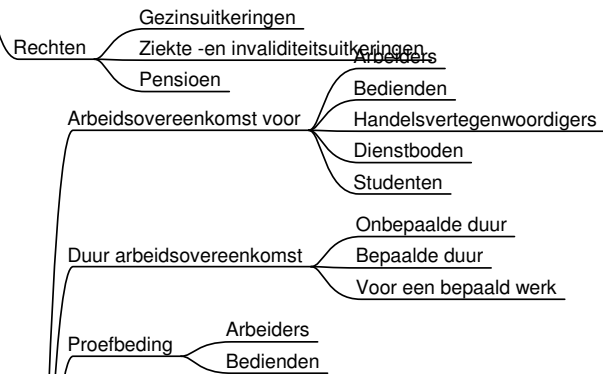 Rechten
Gezinsuitkeringen
Ziekte -en invaliditeitsuitkeringen
Pensioen
Arbeidsovereenkomst voor
Arbeiders
Bedienden
Handelsvertegenwoordigers
Dienstboden
Studenten
Duur arbeidsovereenkomst
Onbepaalde duur
Bepaalde duur
Voor een bepaald werk
Proefbeding
Arbeiders
Bedienden